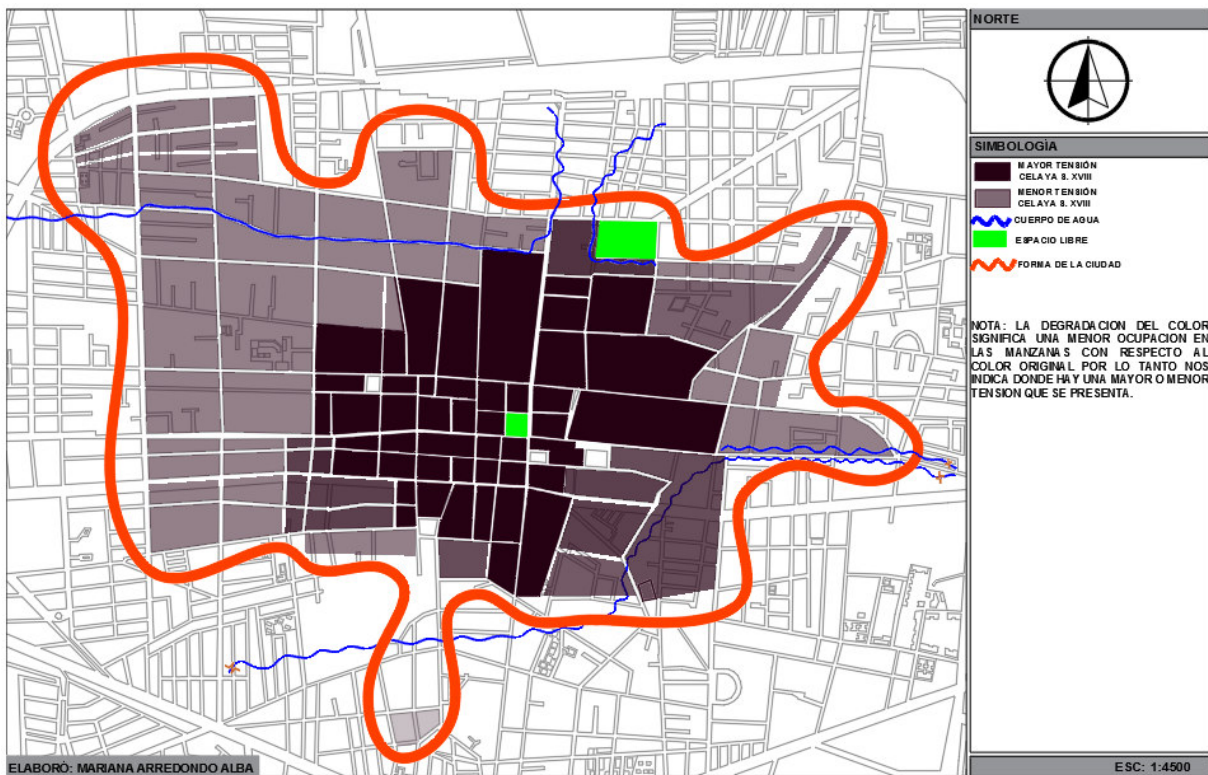 NORTE
SIMBOLOGÌA
MAYOR TENSIÓN
CELAYA S. XVIII
MENOR TENSIÓN
CELAYA S. XVIII
CUERPO DE AGUA
ESPACIO LIBRE
FORMA DE LA CIUDAD
NOTA: LA DEGRADACION DEL COLOR
SIGNIFICA UNA MENOR OCUPACION EN
LAS MANZANAS CON RESPECTO AL
COLOR ORIGINAL POR LO TANTO NOS
INDICA DONDE HAY UNA MAYOR O MENOR
TENSION QUE SE PRESENTA.
ELABORÒ: MARIANA ARREDONDO ALBA
ESC: 1:4500